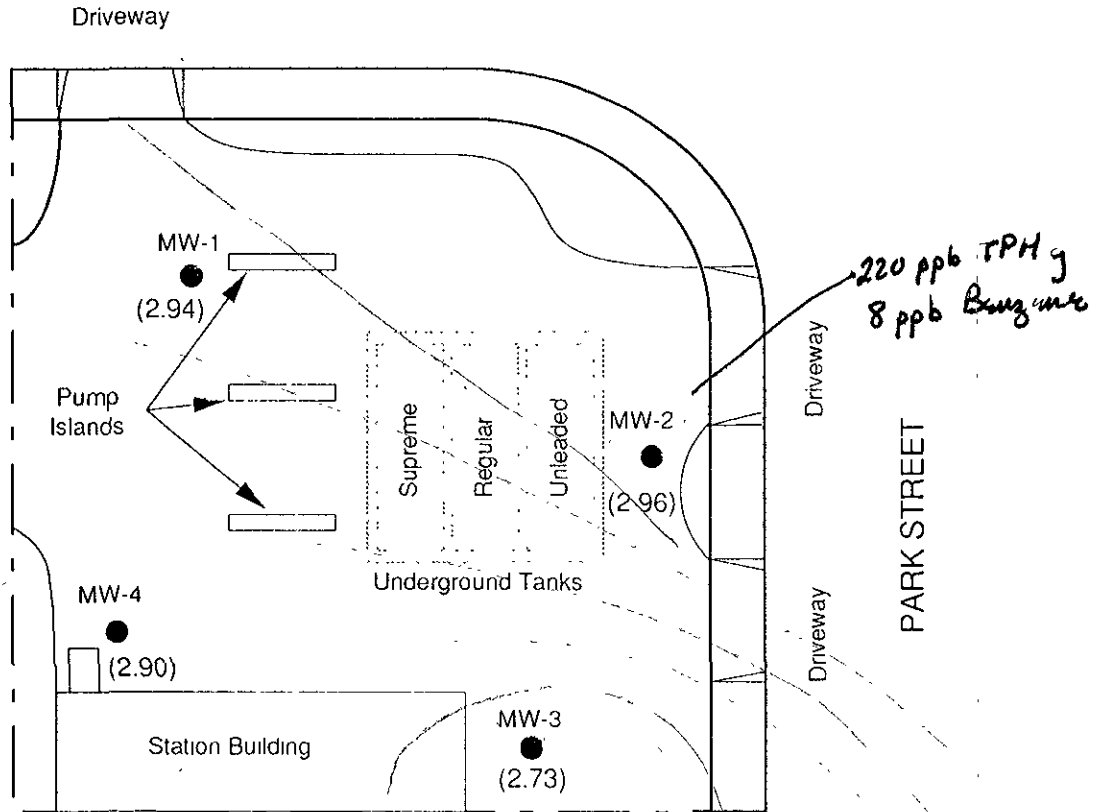 Driveway
MW-1
(2.94)
220 ppb TPH g
8 ppb Benzene
Pump
Islands
Supreme
Regular
Unleaded
MW-2
(2.96)
Driveway
PARK STREET
Underground Tanks
MW-4
(2.90)
Driveway
Station Building
MW-3
(2.73)